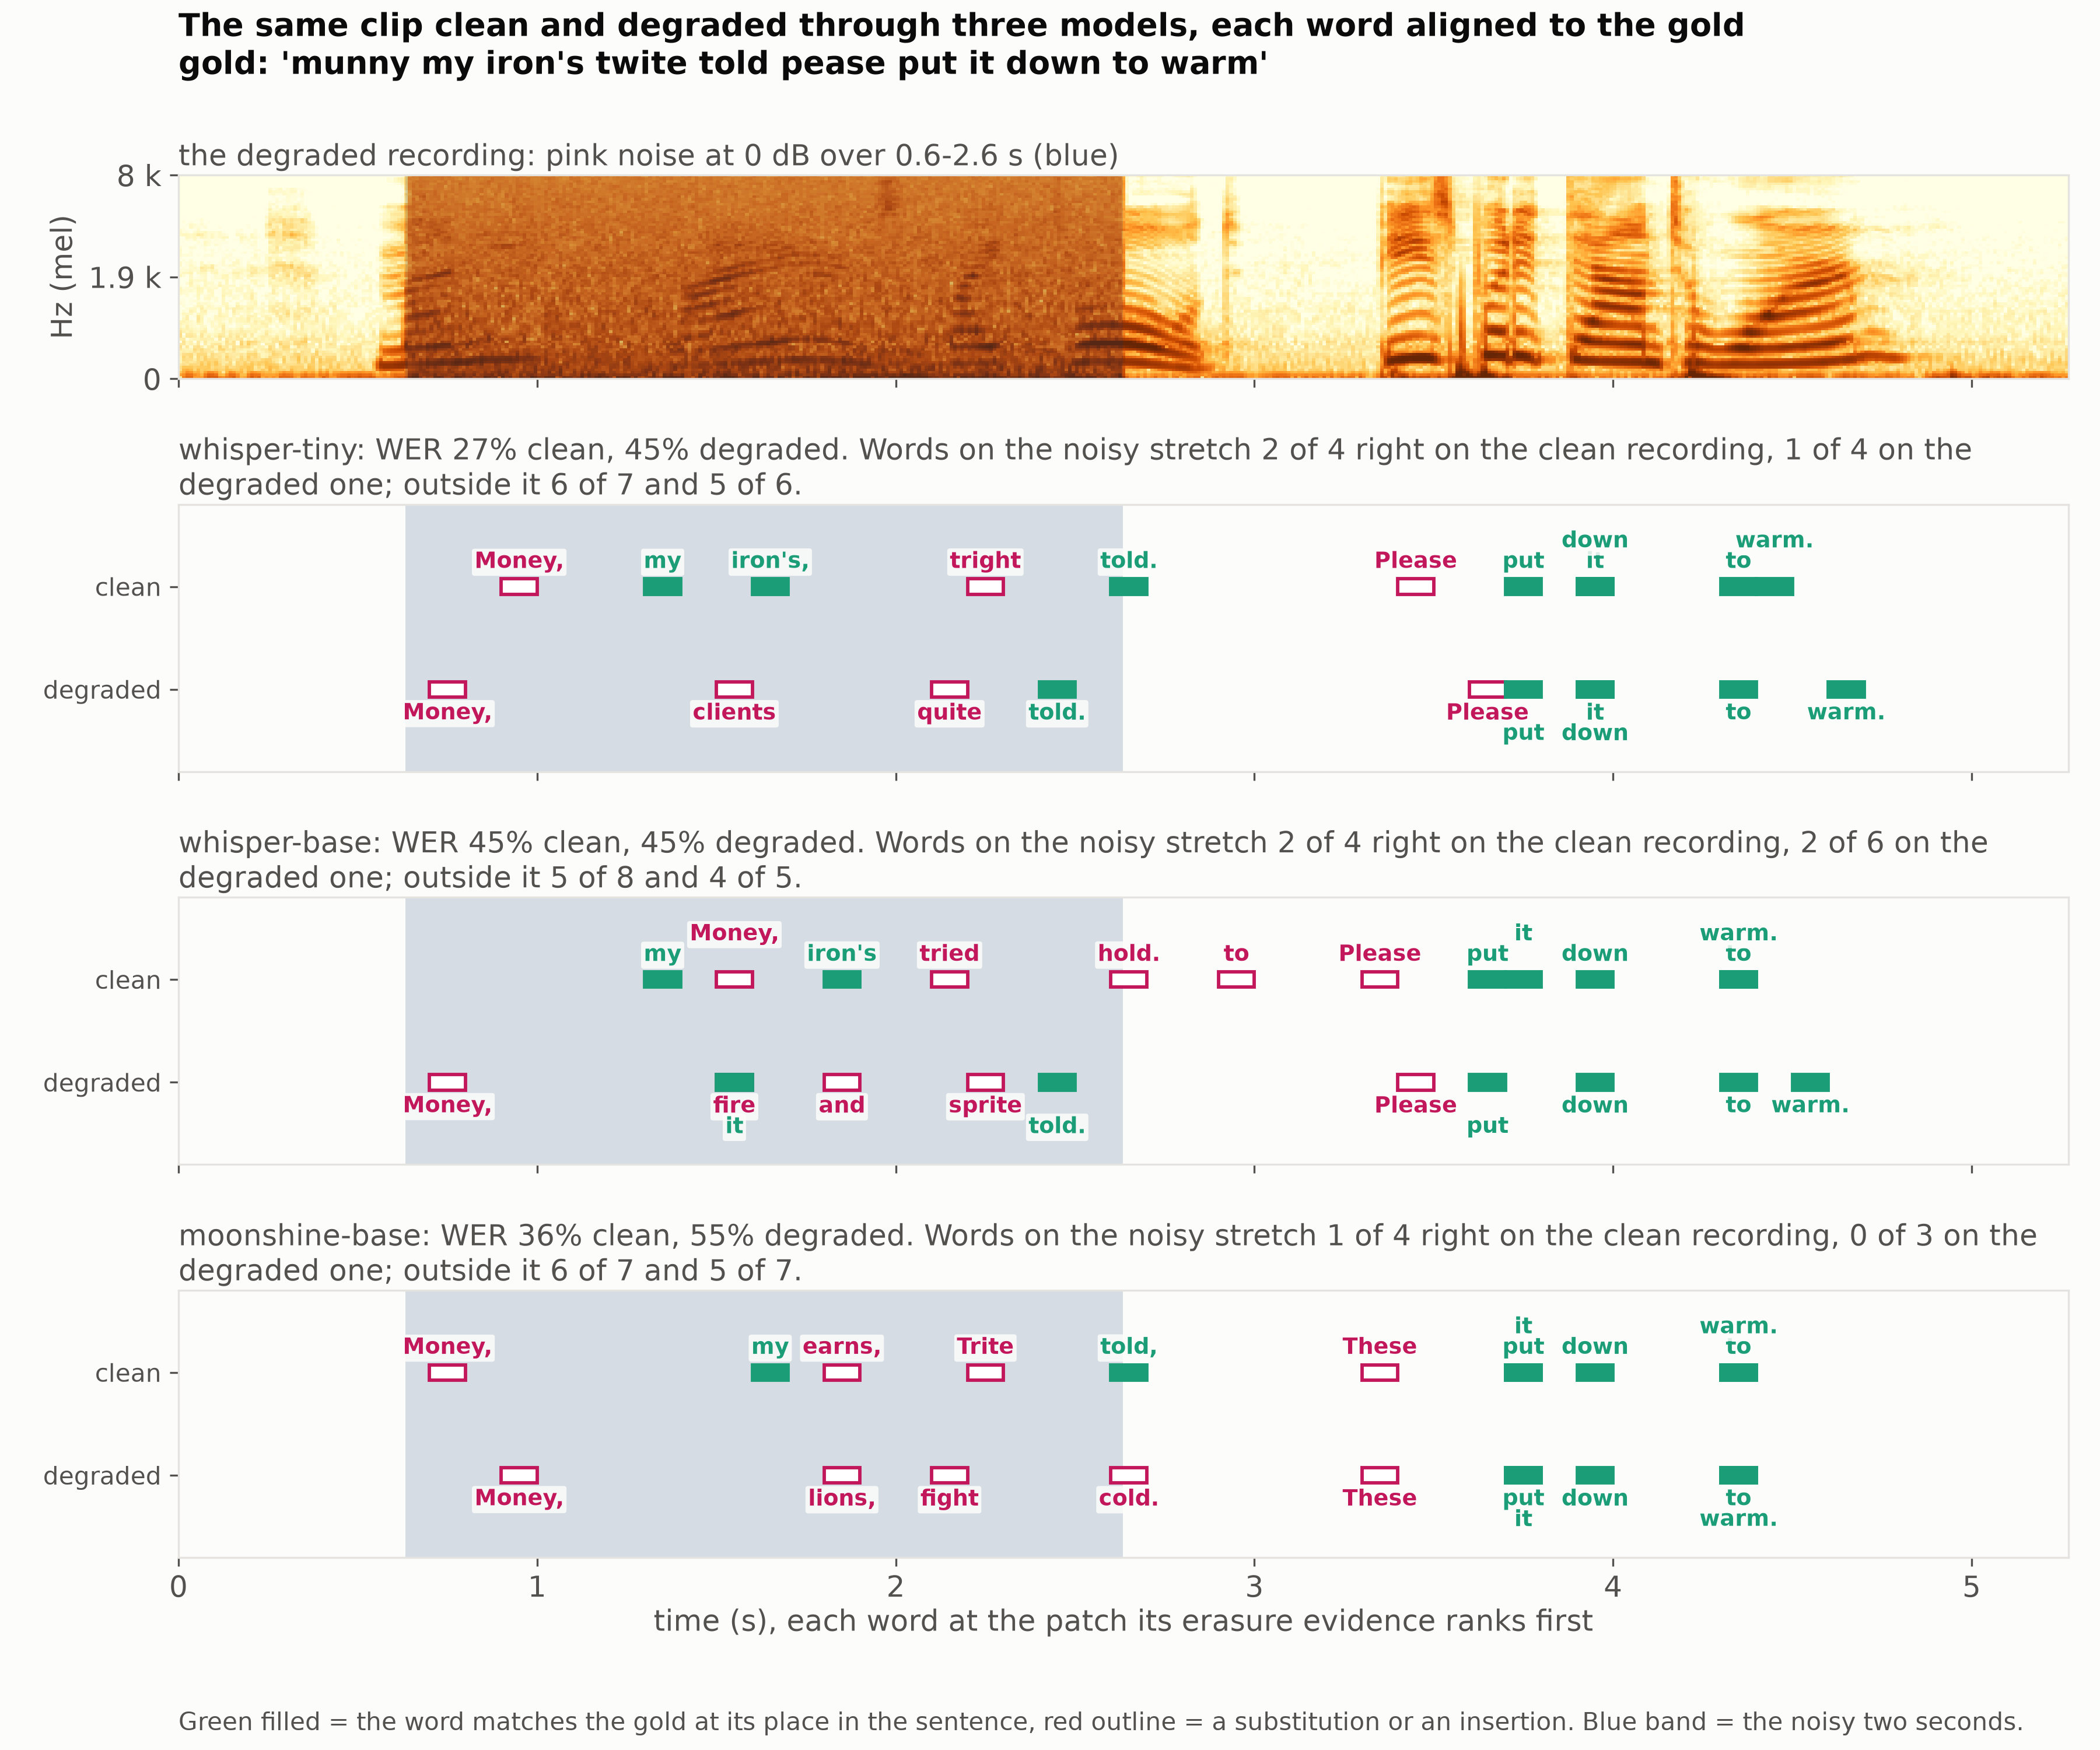 The same clip clean and degraded through three models, each word aligned to the gold
gold: 'munny my iron's twite told pease put it down to warm'
the degraded recording: pink noise at 0 dB over 0.6-2.6 s (blue)
8 k
1.9 k
0
Hz (mel)
whisper-tiny: WER 27% clean, 45% degraded. Words on the noisy stretch 2 of 4 right on the clean recording, 1 of 4 on the
degraded one; outside it 6 of 7 and 5 of 6.
down warm.
Money, my iron's, tright told. Please put it to
clean
degraded
Money, clients quite told. Please it to warm.
put down
whisper-base: WER 45% clean, 45% degraded. Words on the noisy stretch 2 of 4 right on the clean recording, 2 of 6 on the
degraded one; outside it 5 of 8 and 4 of 5.
Money, it warm.
my iron's tried hold. to Please put down to
clean
degraded
Money, fire and sprite Please down to warm.
it told. put
moonshine-base: WER 36% clean, 55% degraded. Words on the noisy stretch 1 of 4 right on the clean recording, 0 of 3 on the
degraded one; outside it 6 of 7 and 5 of 7.
it warm.
Money, my earns, Trite told, These put down to
clean
degraded
Money, lions, fight cold. These put down to
it warm.
0 1 2 3 4 5
time (s), each word at the patch its erasure evidence ranks first
Green filled = the word matches the gold at its place in the sentence, red outline = a substitution or an insertion. Blue band = the noisy two seconds.